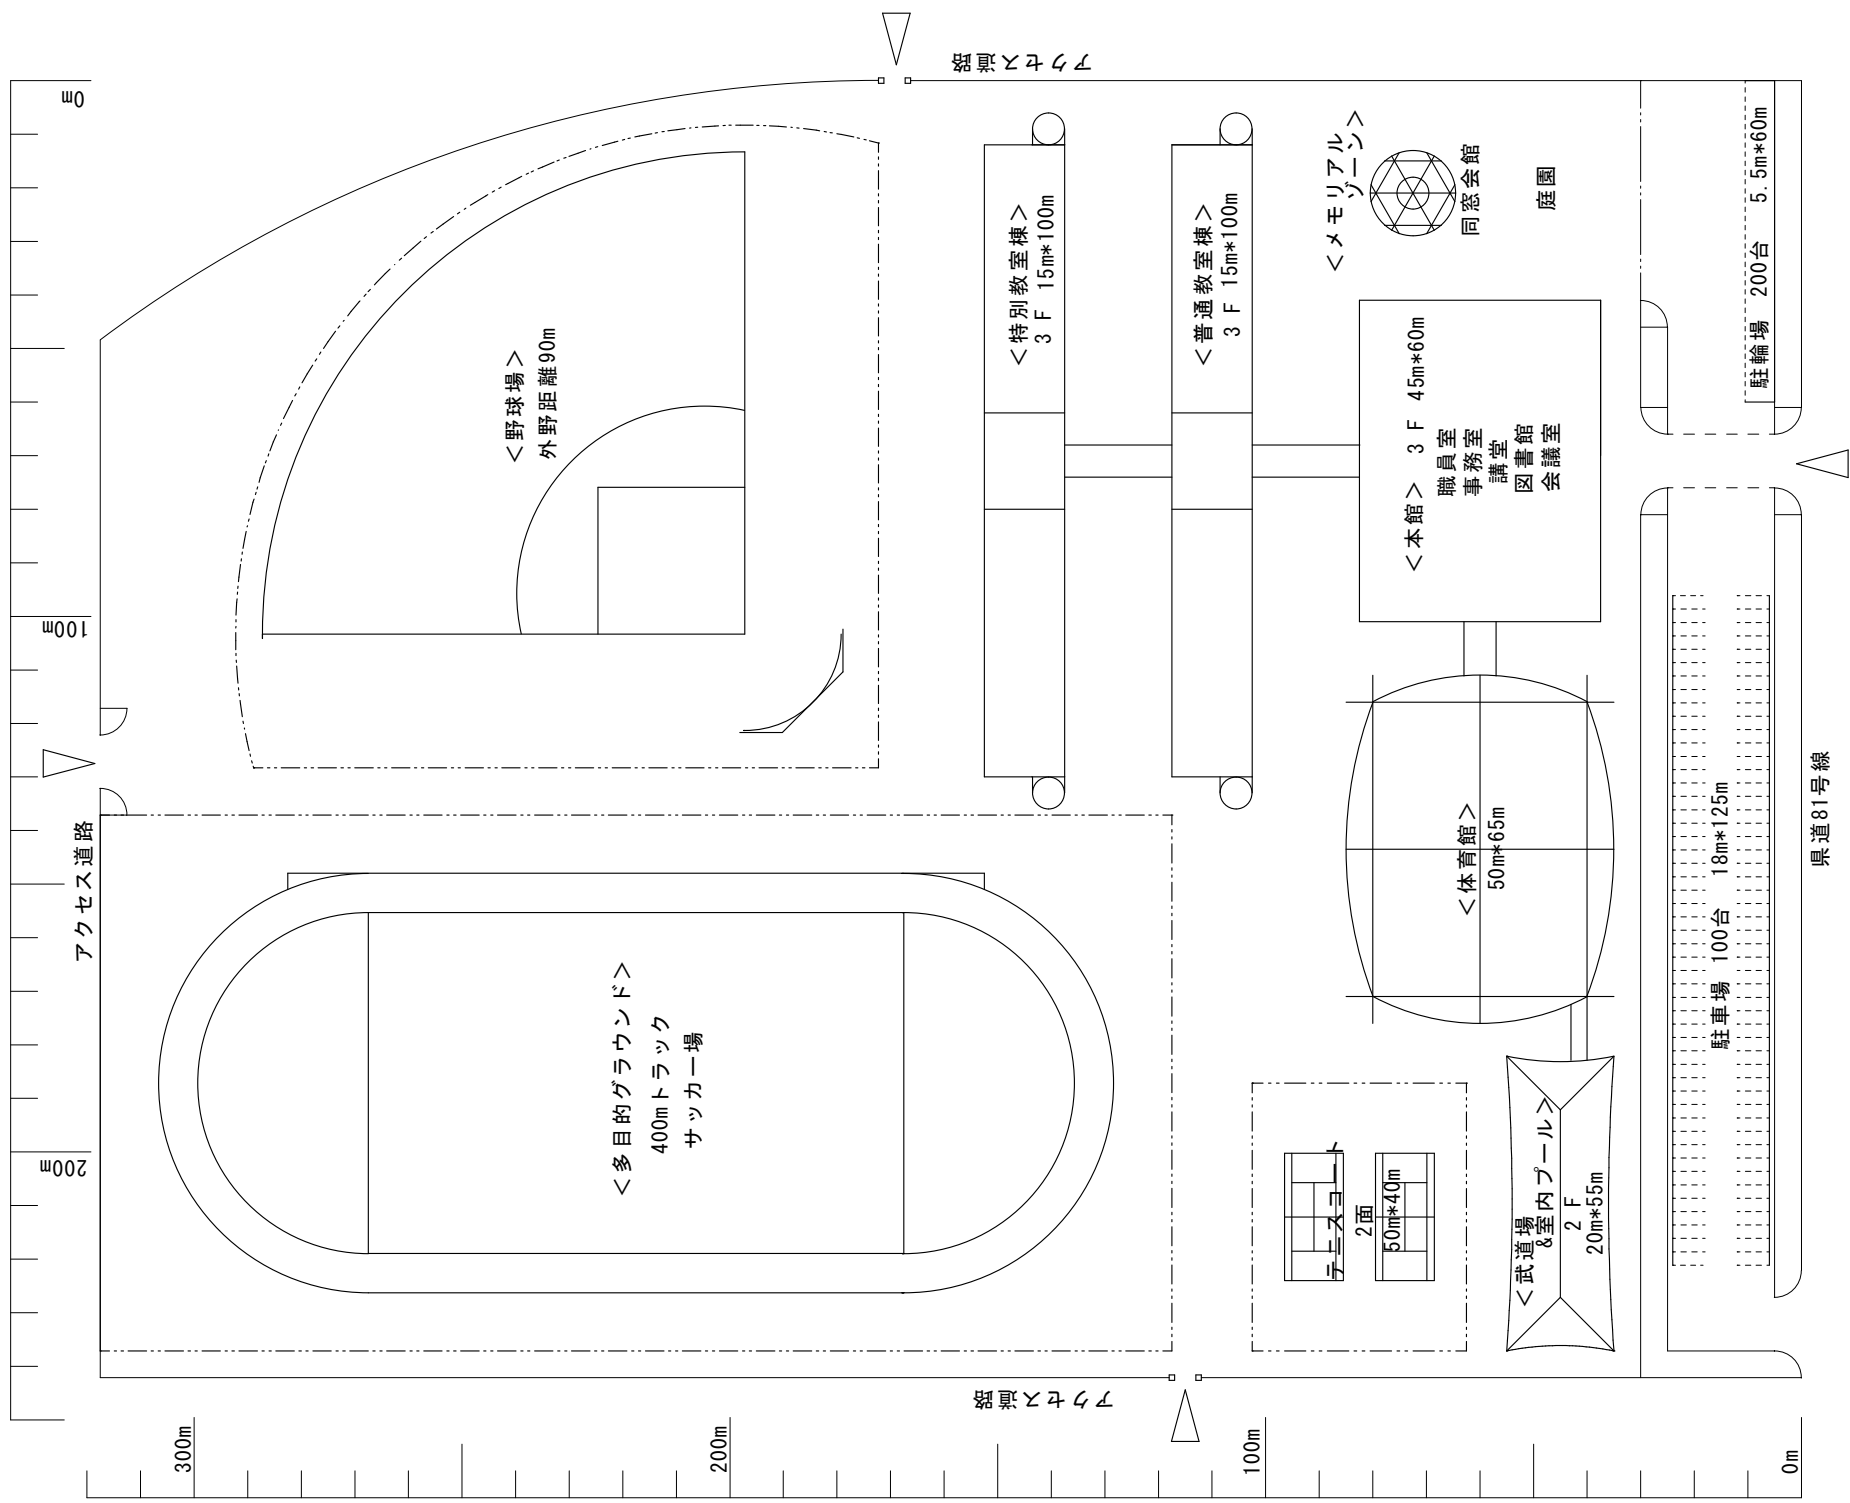 0m
100m
200m
アクセス道路
アクセス道路
＜野球場＞
外野距離90m
＜特別教室棟＞
3Ｆ 15m*100m
＜普通教室棟＞
3Ｆ 15m*100m
＜メモリアル
ゾーン＞
同窓会館
庭園
駐輪場 200台 5.5m*60m
＜本館＞ 3Ｆ 45m*60m
職員室
事務室
講堂
図書館
会議室
＜体育館＞
50m*65m
駐車場 100台 18m*125m
県道81号線
＜多目的グラウンド＞
400mトラック
サッカー場
テニスコート
2面
50m*40m
＜武道場
&室内プール＞
2Ｆ
20m*55m
アクセス道路
300m
200m
100m
0m